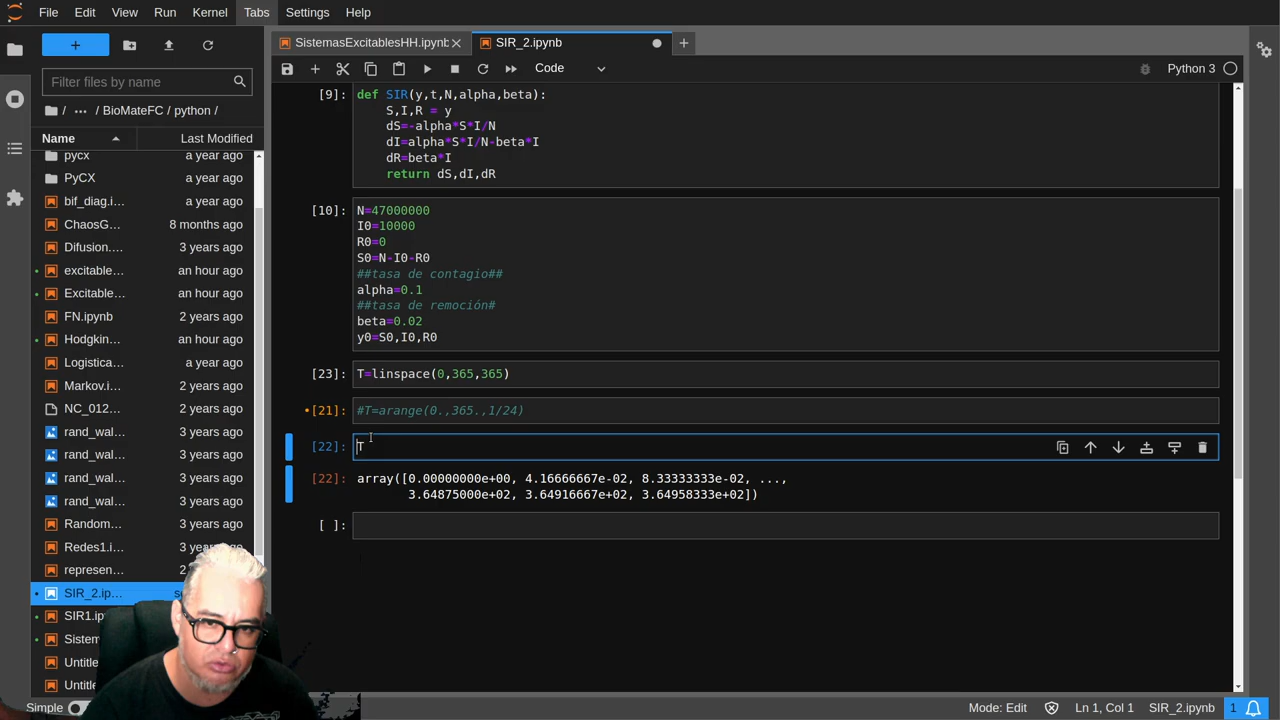 File Edit View Run Kernel Tabs Settings Help
SistemasExcitablesHH.ipynb
SIR_2.ipynb
Code
Python 3
Filter files by name
/ ... / BioMateFC / python /
Name Last Modified
pycx a year ago
PyCX a year ago
bif_diag.i... a year ago
ChaosG... 8 months ago
Difusion.... 3 years ago
excitable... an hour ago
Excitable... an hour ago
FN.ipynb 2 years ago
Hodgkin... an hour ago
Logistica... a year ago
Markov.i... 2 years ago
NC_012... 2 years ago
rand_wal... 3 years ago
rand_wal... 3 years ago
rand_wal... 3 years ago
rand_wal... 3 years ago
Random... 3 years ago
Redes1.i... 3 years ago
represen... 2
SIR_2.ip...
SIR1.ip
Sistem
Untitle
Untitl
Simple
[9]:
def SIR(y,t,N,alpha,beta):
S,I,R = y
dS=-alpha*S*I/N
dI=alpha*S*I/N-beta*I
dR=beta*I
return dS,dI,dR
[10]:
N=47000000
I0=10000
R0=0
S0=N-I0-R0
##tasa de contagio##
alpha=0.1
##tasa de remoción#
beta=0.02
y0=S0,I0,R0
[23]:
T=linspace(0,365,365)
[21]:
#T=arange(0.,365.,1/24)
[22]:
T
[22]:
array([0.00000000e+00, 4.16666667e-02, 8.33333333e-02, ...,
3.64875000e+02, 3.64916667e+02, 3.64958333e+02])
[ ]:
Mode: Edit
Ln 1, Col 1
SIR_2.ipynb
1